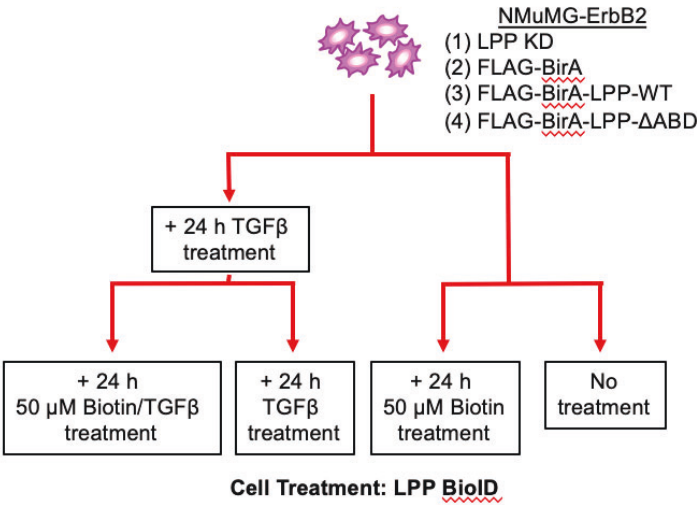 NMuMG-ErbB2
(1) LPP KD
(2) FLAG-BirA
(3) FLAG-BirA-LPP-WT
(4) FLAG-BirA-LPP-ΔABD
+ 24 h TGFβ
treatment
+ 24 h
50 µM Biotin/TGFβ
treatment
+ 24 h
TGFβ
treatment
+ 24 h
50 µM Biotin
treatment
No
treatment
Cell Treatment: LPP BioID